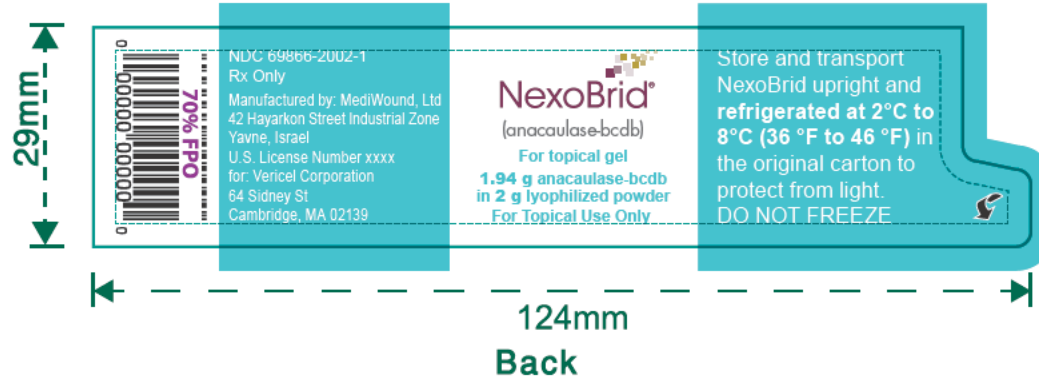 29mm
0 00000 00000 0
70% FPO
NDC 69866-2002-1
Rx Only
Manufactured by: MediWound, Ltd
42 Hayarkon Street Industrial Zone
Yavne, Israel
U.S. License Number xxxx
for: Vericel Corporation
64 Sidney St
Cambridge, MA 02139
NexoBrid®
(anacaulase-bcdb)
For topical gel
1.94 g anacaulase-bcdb
in 2 g lyophilized powder
For Topical Use Only
Store and transport
NexoBrid upright and
refrigerated at 2°C to
8°C (36 °F to 46 °F) in
the original carton to
protect from light.
DO NOT FREEZE
124mm
Back